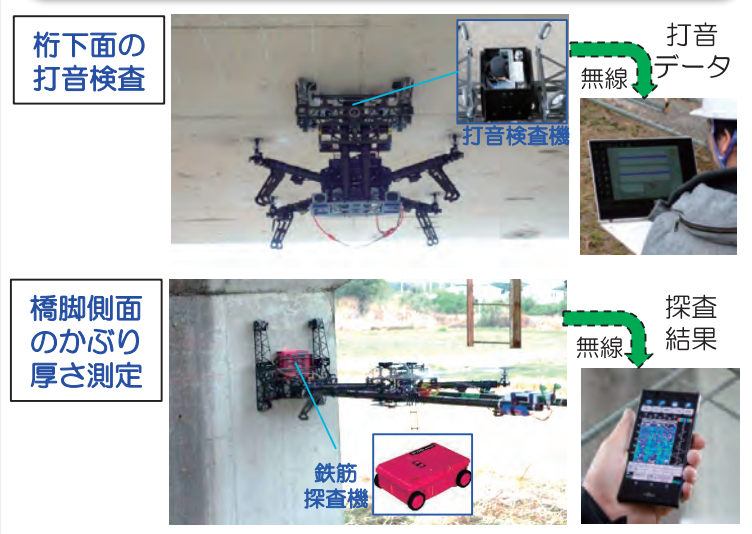 桁下面の
打音検査
打音検査機
無線
打音
データ
橋脚側面
のかぶり
厚さ測定
鉄筋
探査機
無線
探査
結果